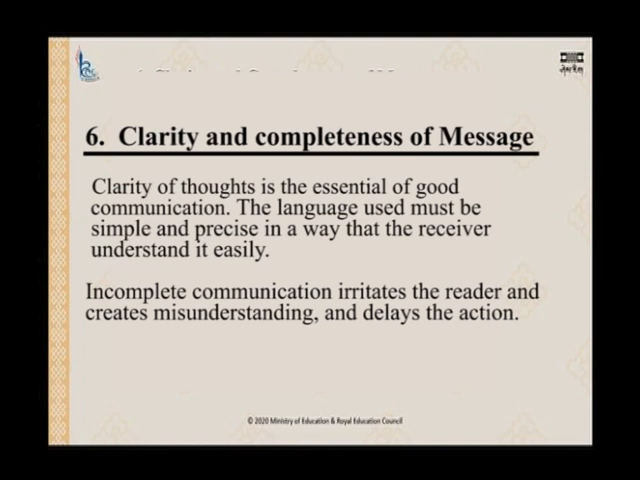 6. Clarity and completeness of Message
Clarity of thoughts is the essential of good
communication. The language used must be
simple and precise in a way that the receiver
understand it easily.
Incomplete communication irritates the reader and
creates misunderstanding, and delays the action.
© 2020 Ministry of Education & Royal Education Council